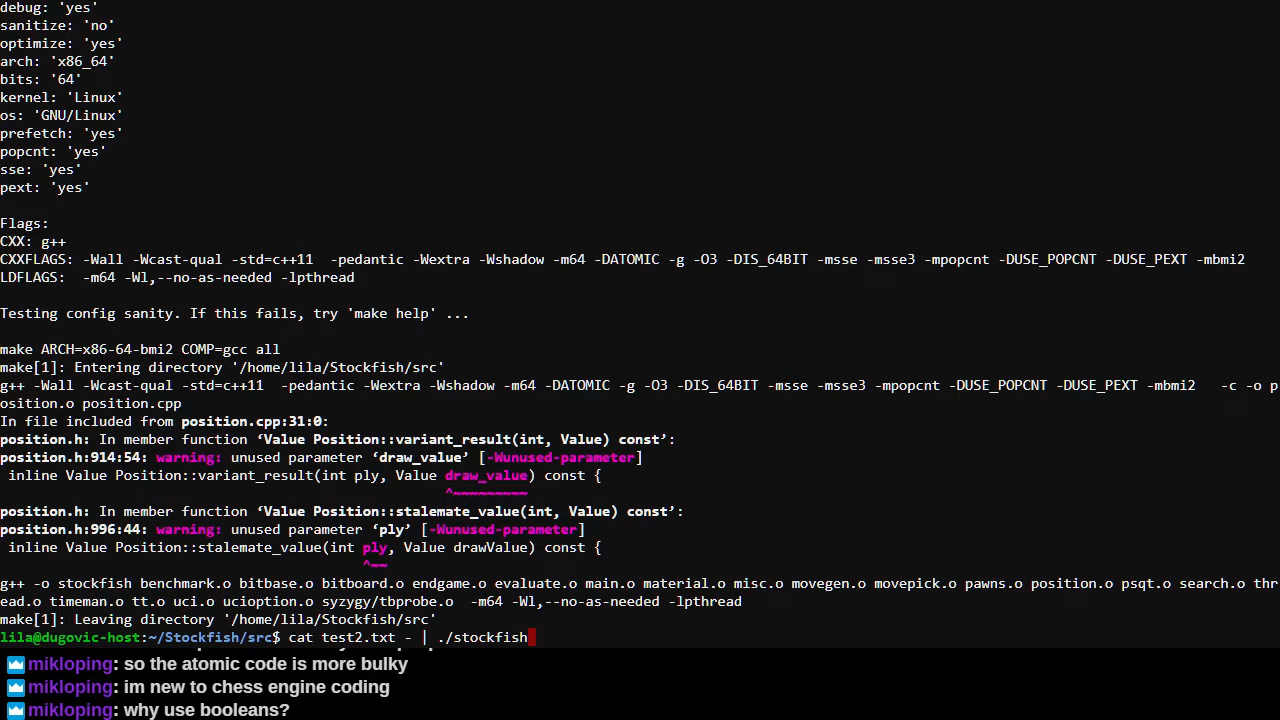 debug: 'yes'
sanitize: 'no'
optimize: 'yes'
arch: 'x86_64'
bits: '64'
kernel: 'Linux'
os: 'GNU/Linux'
prefetch: 'yes'
popcnt: 'yes'
sse: 'yes'
pext: 'yes'
Flags:
CXX: g++
CXXFLAGS: -Wall -Wcast-qual -std=c++11  -pedantic -Wextra -Wshadow -m64 -DATOMIC -g -O3 -DIS_64BIT -msse -msse3 -mpopcnt -DUSE_POPCNT -DUSE_PEXT -mbmi2
LDFLAGS:  -m64 -Wl,--no-as-needed -lpthread
Testing config sanity. If this fails, try 'make help' ...
make ARCH=x86-64-bmi2 COMP=gcc all
make[1]: Entering directory '/home/lila/Stockfish/src'
g++ -Wall -Wcast-qual -std=c++11  -pedantic -Wextra -Wshadow -m64 -DATOMIC -g -O3 -DIS_64BIT -msse -msse3 -mpopcnt -DUSE_POPCNT -DUSE_PEXT -mbmi2   -c -o p
osition.o position.cpp
In file included from position.cpp:31:0:
position.h: In member function ‘Value Position::variant_result(int, Value) const’:
position.h:914:54: warning: unused parameter ‘draw_value’ [-Wunused-parameter]
 inline Value Position::variant_result(int ply, Value draw_value) const {
^~~~~~~~~~
position.h: In member function ‘Value Position::stalemate_value(int, Value) const’:
position.h:996:44: warning: unused parameter ‘ply’ [-Wunused-parameter]
 inline Value Position::stalemate_value(int ply, Value drawValue) const {
^~~
g++ -o stockfish benchmark.o bitbase.o bitboard.o endgame.o evaluate.o main.o material.o misc.o movegen.o movepick.o pawns.o position.o psqt.o search.o thr
ead.o timeman.o tt.o uci.o ucioption.o syzygy/tbprobe.o  -m64 -Wl,--no-as-needed -lpthread
make[1]: Leaving directory '/home/lila/Stockfish/src'
lila@dugovic-host:~/Stockfish/src$ cat test2.txt - | ./stockfish
mikloping: so the atomic code is more bulky
mikloping: im new to chess engine coding
mikloping: why use booleans?